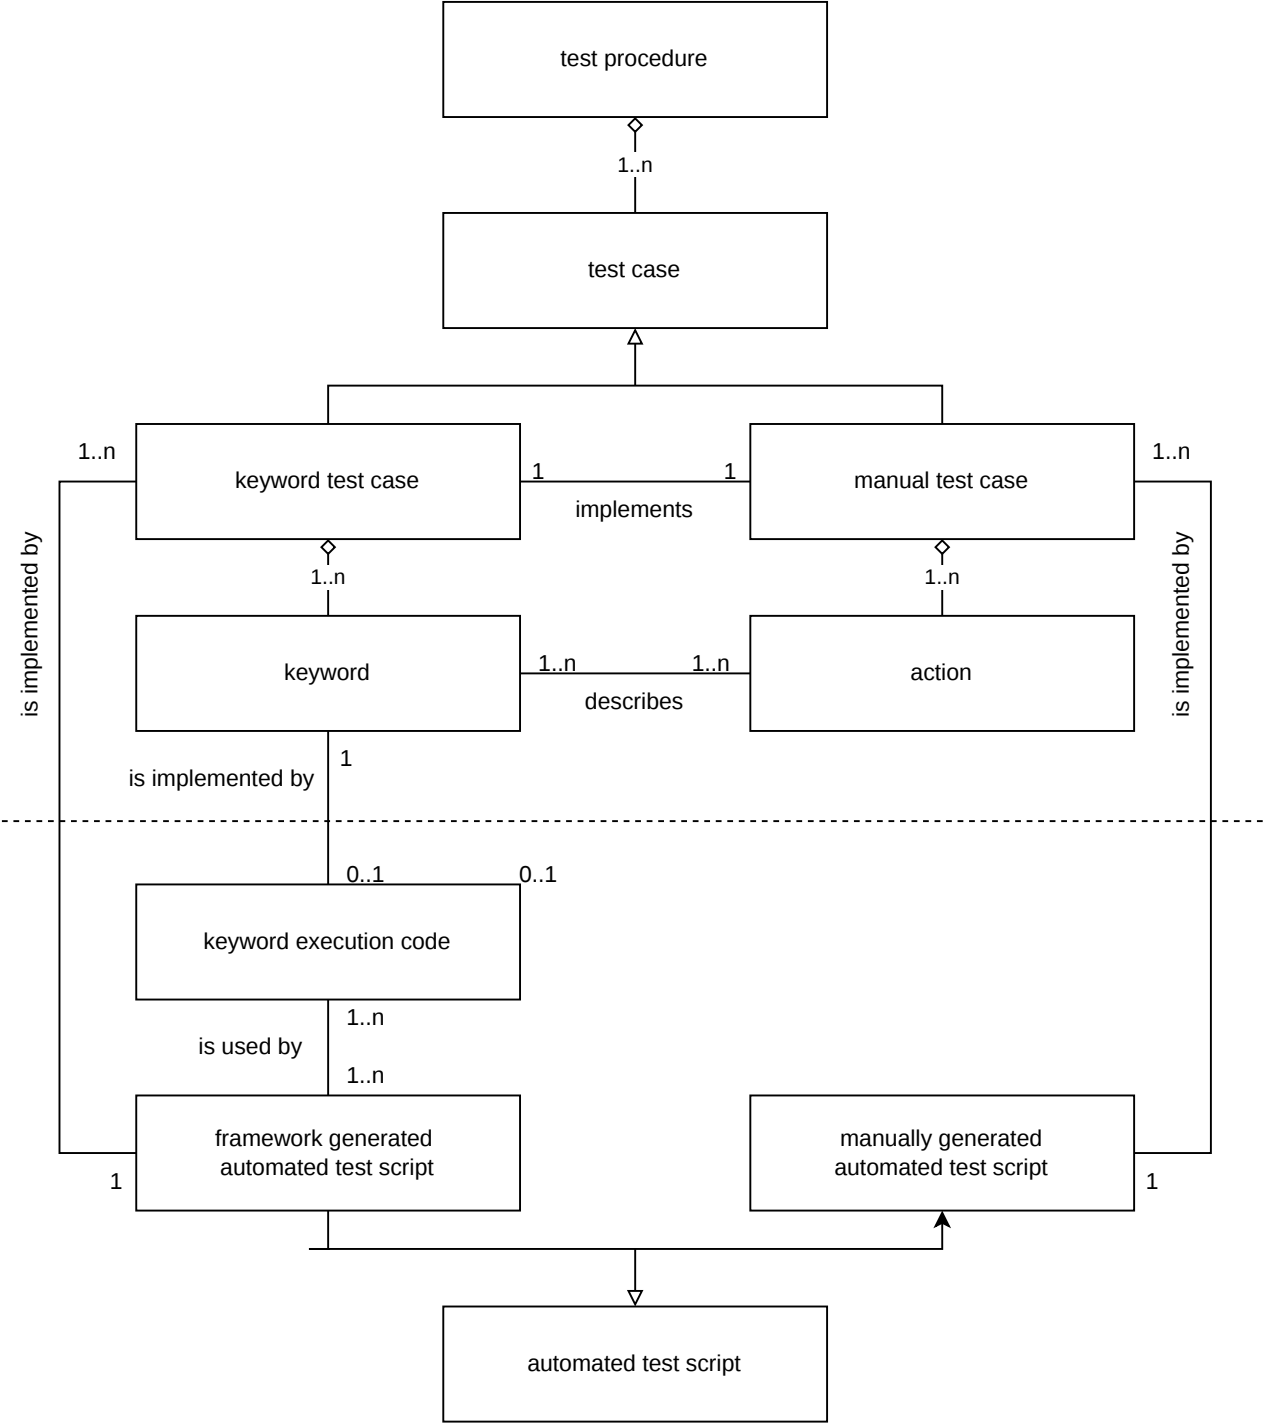 test procedure
1..n
test case
1..n
1..n
keyword test case
1
1
manual test case
implements
is implemented by
is implemented by
1..n
1..n
keyword
1..n
1..n
action
describes
1
is implemented by
0..1
0..1
keyword execution code
1..n
is used by
1..n
framework generated
automated test script
manually generated
automated test script
1
1
automated test script